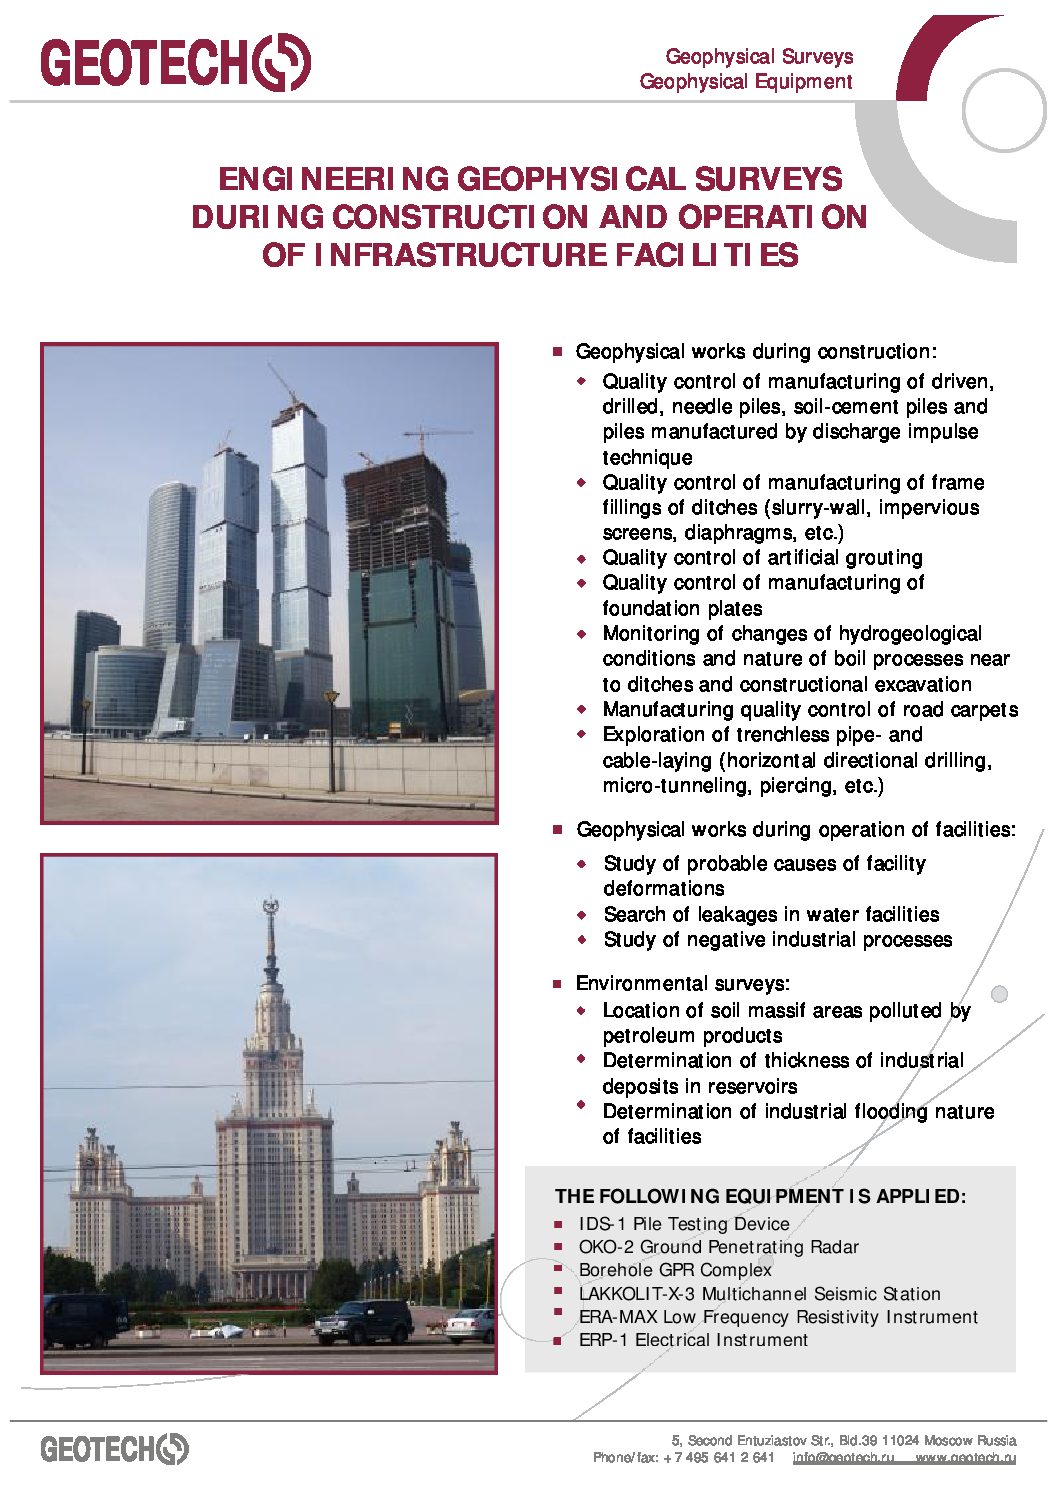 GEOTECH
Geophysical Surveys
Geophysical Equipment
ENGINEERING GEOPHYSICAL SURVEYS
DURING CONSTRUCTION AND OPERATION
OF INFRASTRUCTURE FACILITIES
Geophysical works during construction:
Quality control of manufacturing of driven,
drilled, needle piles, soil-cement piles and
piles manufactured by discharge impulse
technique
Quality control of manufacturing of frame
fillings of ditches (slurry-wall, impervious
screens, diaphragms, etc.)
Quality control of artificial grouting
Quality control of manufacturing of
foundation plates
Monitoring of changes of hydrogeological
conditions and nature of boil processes near
to ditches and constructional excavation
Manufacturing quality control of road carpets
Exploration of trenchless pipe- and
cable-laying (horizontal directional drilling,
micro-tunneling, piercing, etc.)
Geophysical works during operation of facilities:
Study of probable causes of facility
deformations
Search of leakages in water facilities
Study of negative industrial processes
Environmental surveys:
Location of soil massif areas polluted by
petroleum products
Determination of thickness of industrial
deposits in reservoirs
Determination of industrial flooding nature
of facilities
THE FOLLOWING EQUIPMENT IS APPLIED:
IDS-1 Pile Testing Device
OKO-2 Ground Penetrating Radar
Borehole GPR Complex
LAKKOLIT-X-3 Multichannel Seismic Station
ERA-MAX Low Frequency Resistivity Instrument
ERP-1 Electrical Instrument
GEOTECH
5, Second Entuziastov Str., Bld.39 11024 Moscow Russia
Phone/fax: +7 495 641 2 641 info@geotech.ru www.geotech.ru